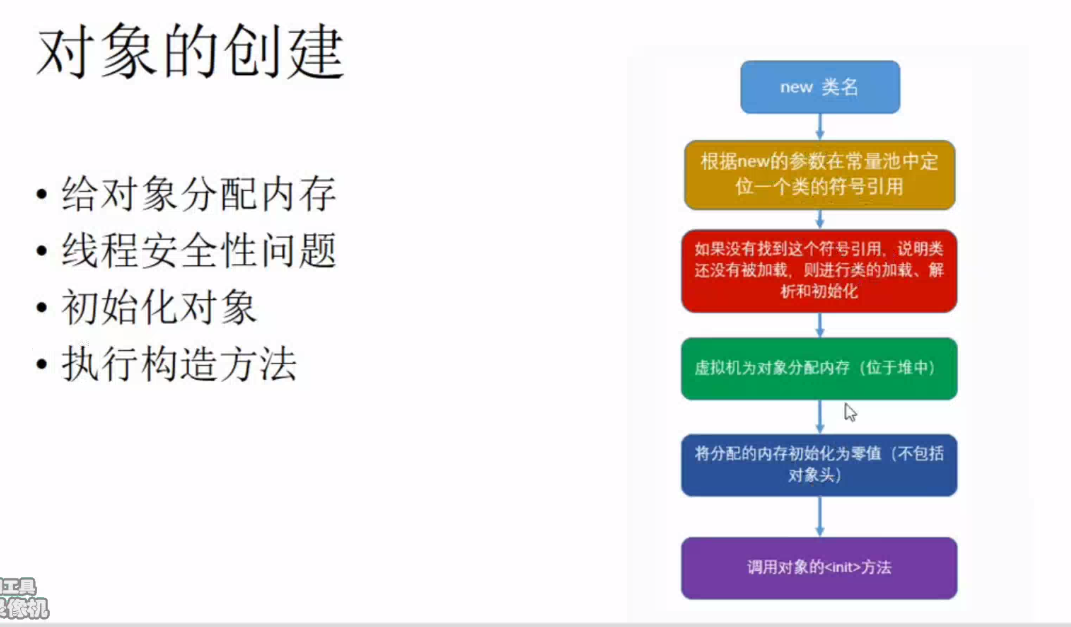 对象的创建
• 给对象分配内存
• 线程安全性问题
• 初始化对象
• 执行构造方法
new 类名
根据new的参数在常量池中定
位一个类的符号引用
如果没有找到这个符号引用，说明类
还没有被加载，则进行类的加载、解
析和初始化
虚拟机为对象分配内存（位于堆中）
将分配的内存初始化为零值（不包括
对象头）
调用对象的<init>方法
工具
像机